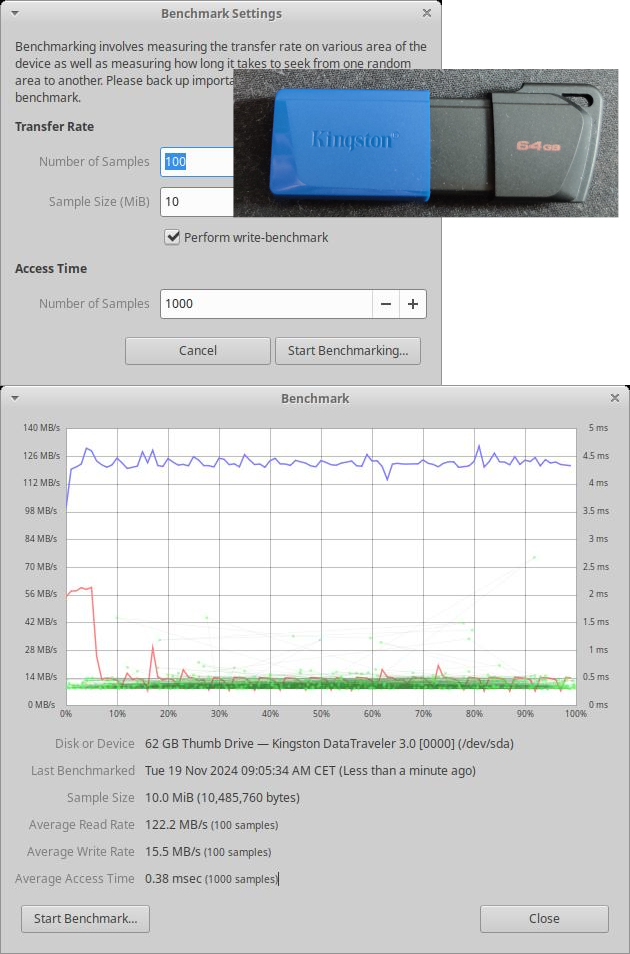 Benchmark Settings
Benchmarking involves measuring the transfer rate on various area of the
device as well as measuring how long it takes to seek from one random
area to another. Please back up importa
benchmark.
Kingston®
64GB
Transfer Rate
Number of Samples 100
Sample Size (MiB) 10
Perform write-benchmark
Access Time
Number of Samples 1000
Cancel Start Benchmarking...
Benchmark
140 MB/s 5 ms
126 MB/s 4.5 ms
112 MB/s 4 ms
98 MB/s 3.5 ms
84 MB/s 3 ms
70 MB/s 2.5 ms
56 MB/s 2 ms
42 MB/s 1.5 ms
28 MB/s 1 ms
14 MB/s 0.5 ms
0 MB/s 0 ms
0% 10% 20% 30% 40% 50% 60% 70% 80% 90% 100%
Disk or Device 62 GB Thumb Drive — Kingston DataTraveler 3.0 [0000] (/dev/sda)
Last Benchmarked Tue 19 Nov 2024 09:05:34 AM CET (Less than a minute ago)
Sample Size 10.0 MiB (10,485,760 bytes)
Average Read Rate 122.2 MB/s (100 samples)
Average Write Rate 15.5 MB/s (100 samples)
Average Access Time 0.38 msec (1000 samples)
Start Benchmark... Close